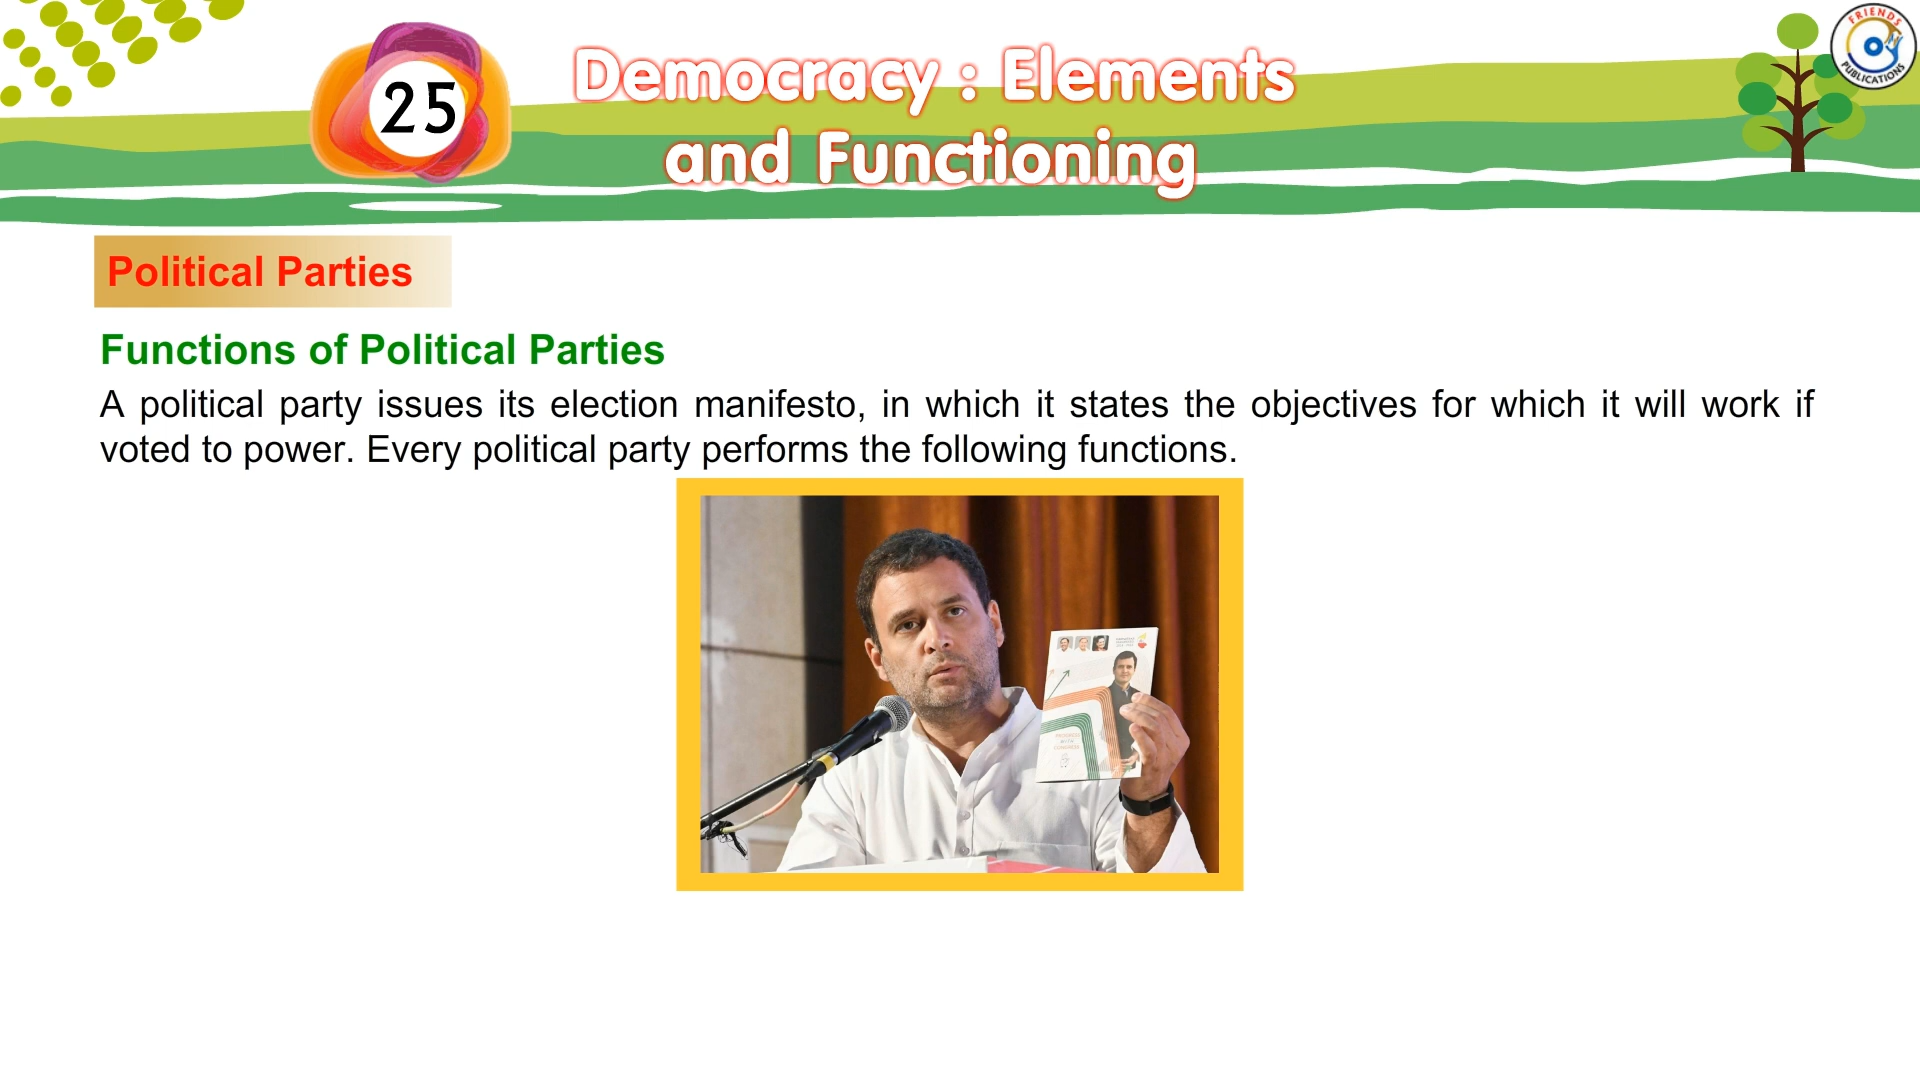 FRIENDS
PUBLICATIONS
25
Democracy : Elements
and Functioning
Political Parties
Functions of Political Parties
A political party issues its election manifesto, in which it states the objectives for which it will work if
voted to power. Every political party performs the following functions.